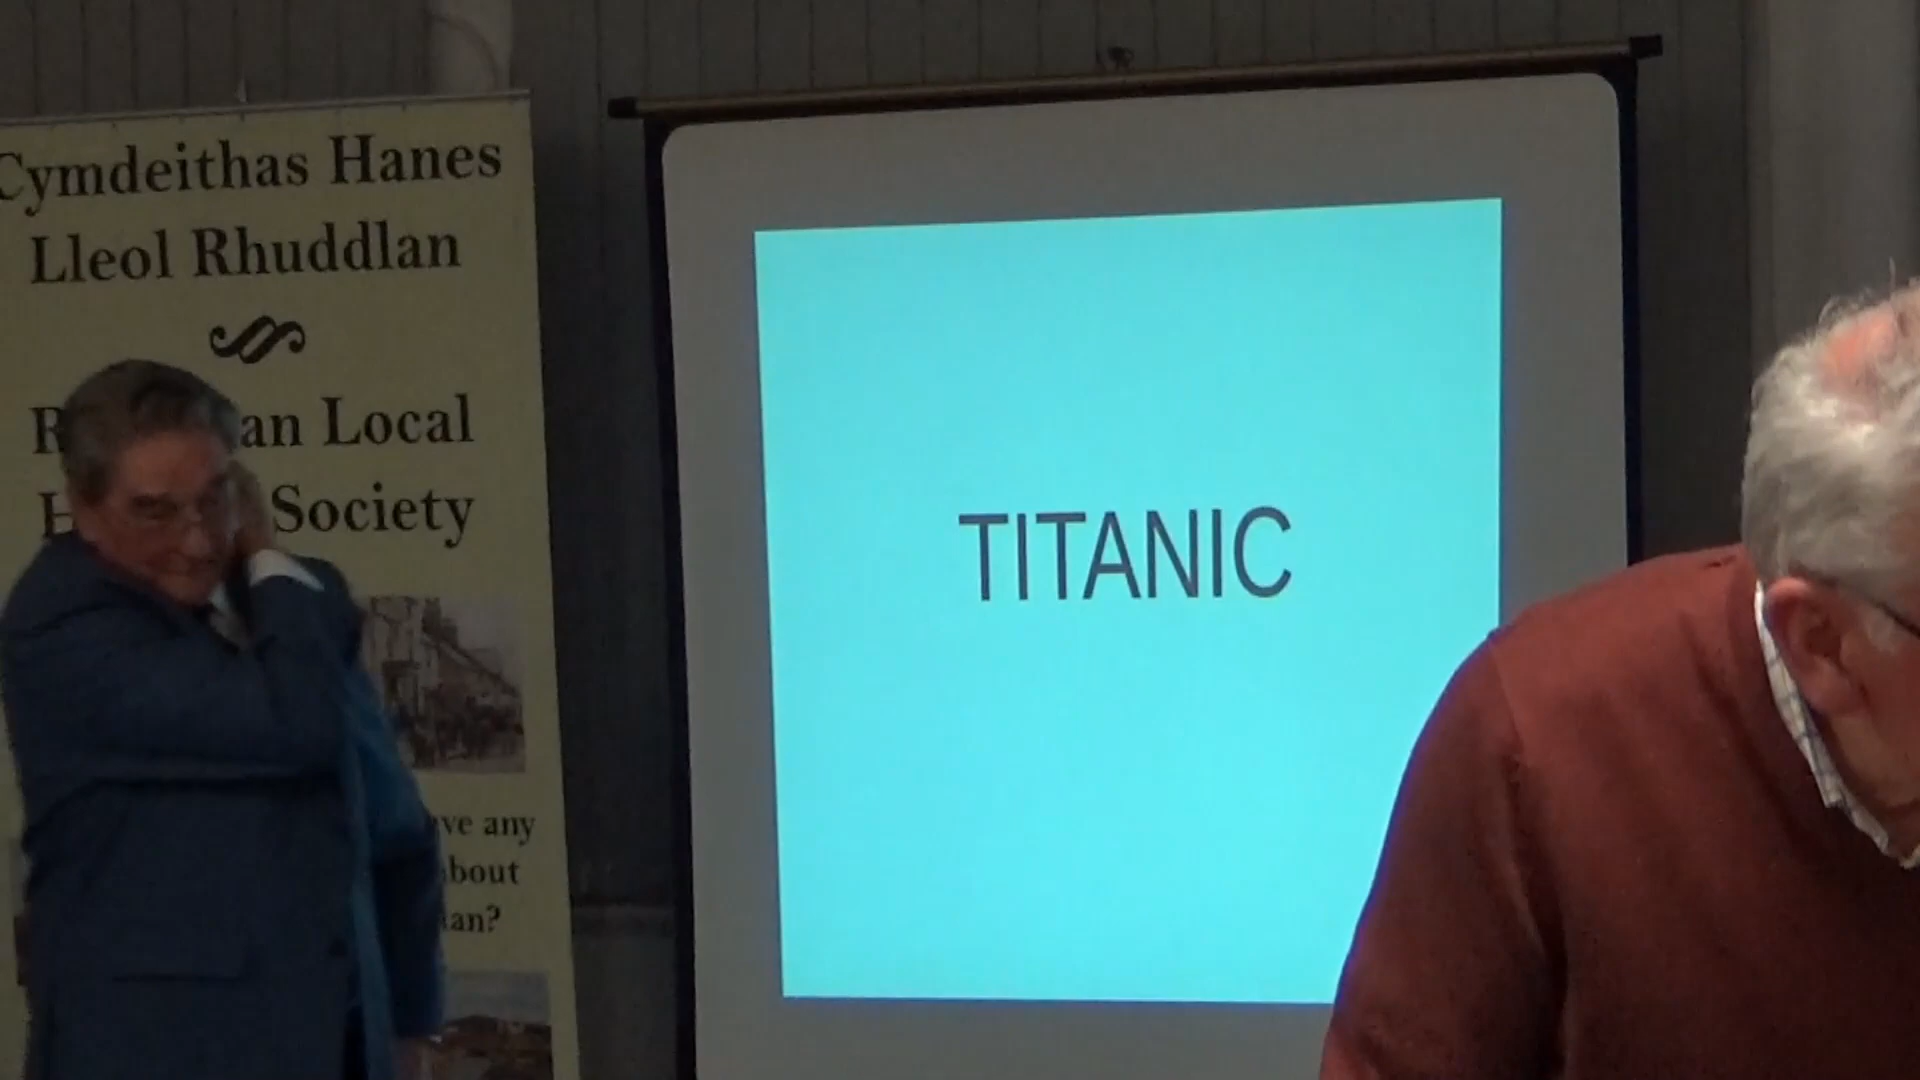 Cymdeithas Hanes
Lleol Rhuddlan
an Local
Society
TITANIC
ve any
bout
an?